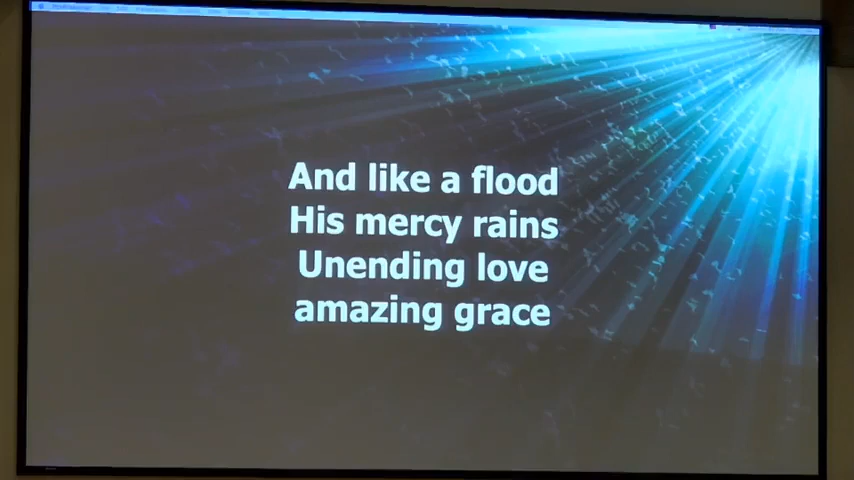 And like a flood
His mercy rains
Unending love
amazing grace